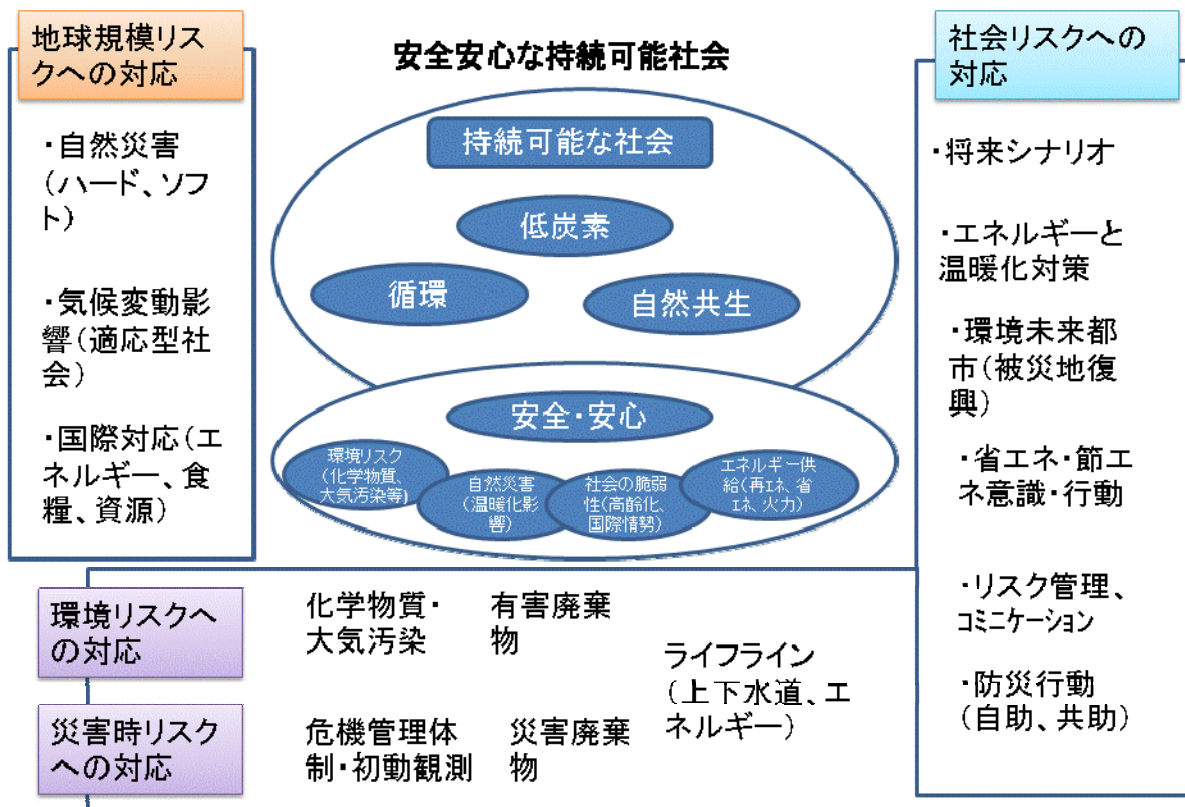 地球規模リス
クへの対応
・自然災害
(ハード、ソフ
ト)
・気候変動影
響(適応型社
会)
・国際対応(エ
ネルギー、食
糧、資源)
安全安心な持続可能社会
持続可能な社会
低炭素
循環
自然共生
安全・安心
環境リスク
(化学物質、
大気汚染等)
自然災害
(温暖化影
響)
社会の脆弱
性(高齢化、
国際情勢)
エネルギー供
給(再エネ、省
エネ、火力)
社会リスクへの
対応
・将来シナリオ
・エネルギーと
温暖化対策
・環境未来都
市(被災地復
興)
・省エネ・節エ
ネ意識・行動
・リスク管理、
コミニケーション
・防災行動
(自助、共助)
環境リスクへ
の対応
化学物質・
大気汚染
有害廃棄
物
ライフライン
(上下水道、エ
ネルギー)
災害時リスク
への対応
危機管理体
制・初動観測
災害廃棄
物